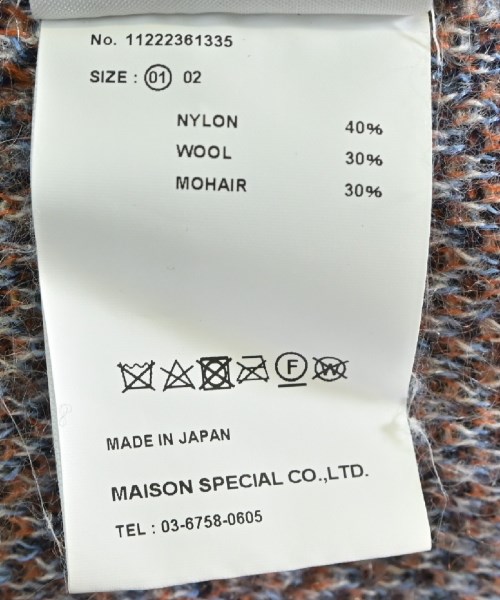 No. 11222361335
SIZE : 01 02
NYLON 40%
WOOL 30%
MOHAIR 30%
F W
MADE IN JAPAN
MAISON SPECIAL CO.,LTD.
TEL : 03-6758-0605